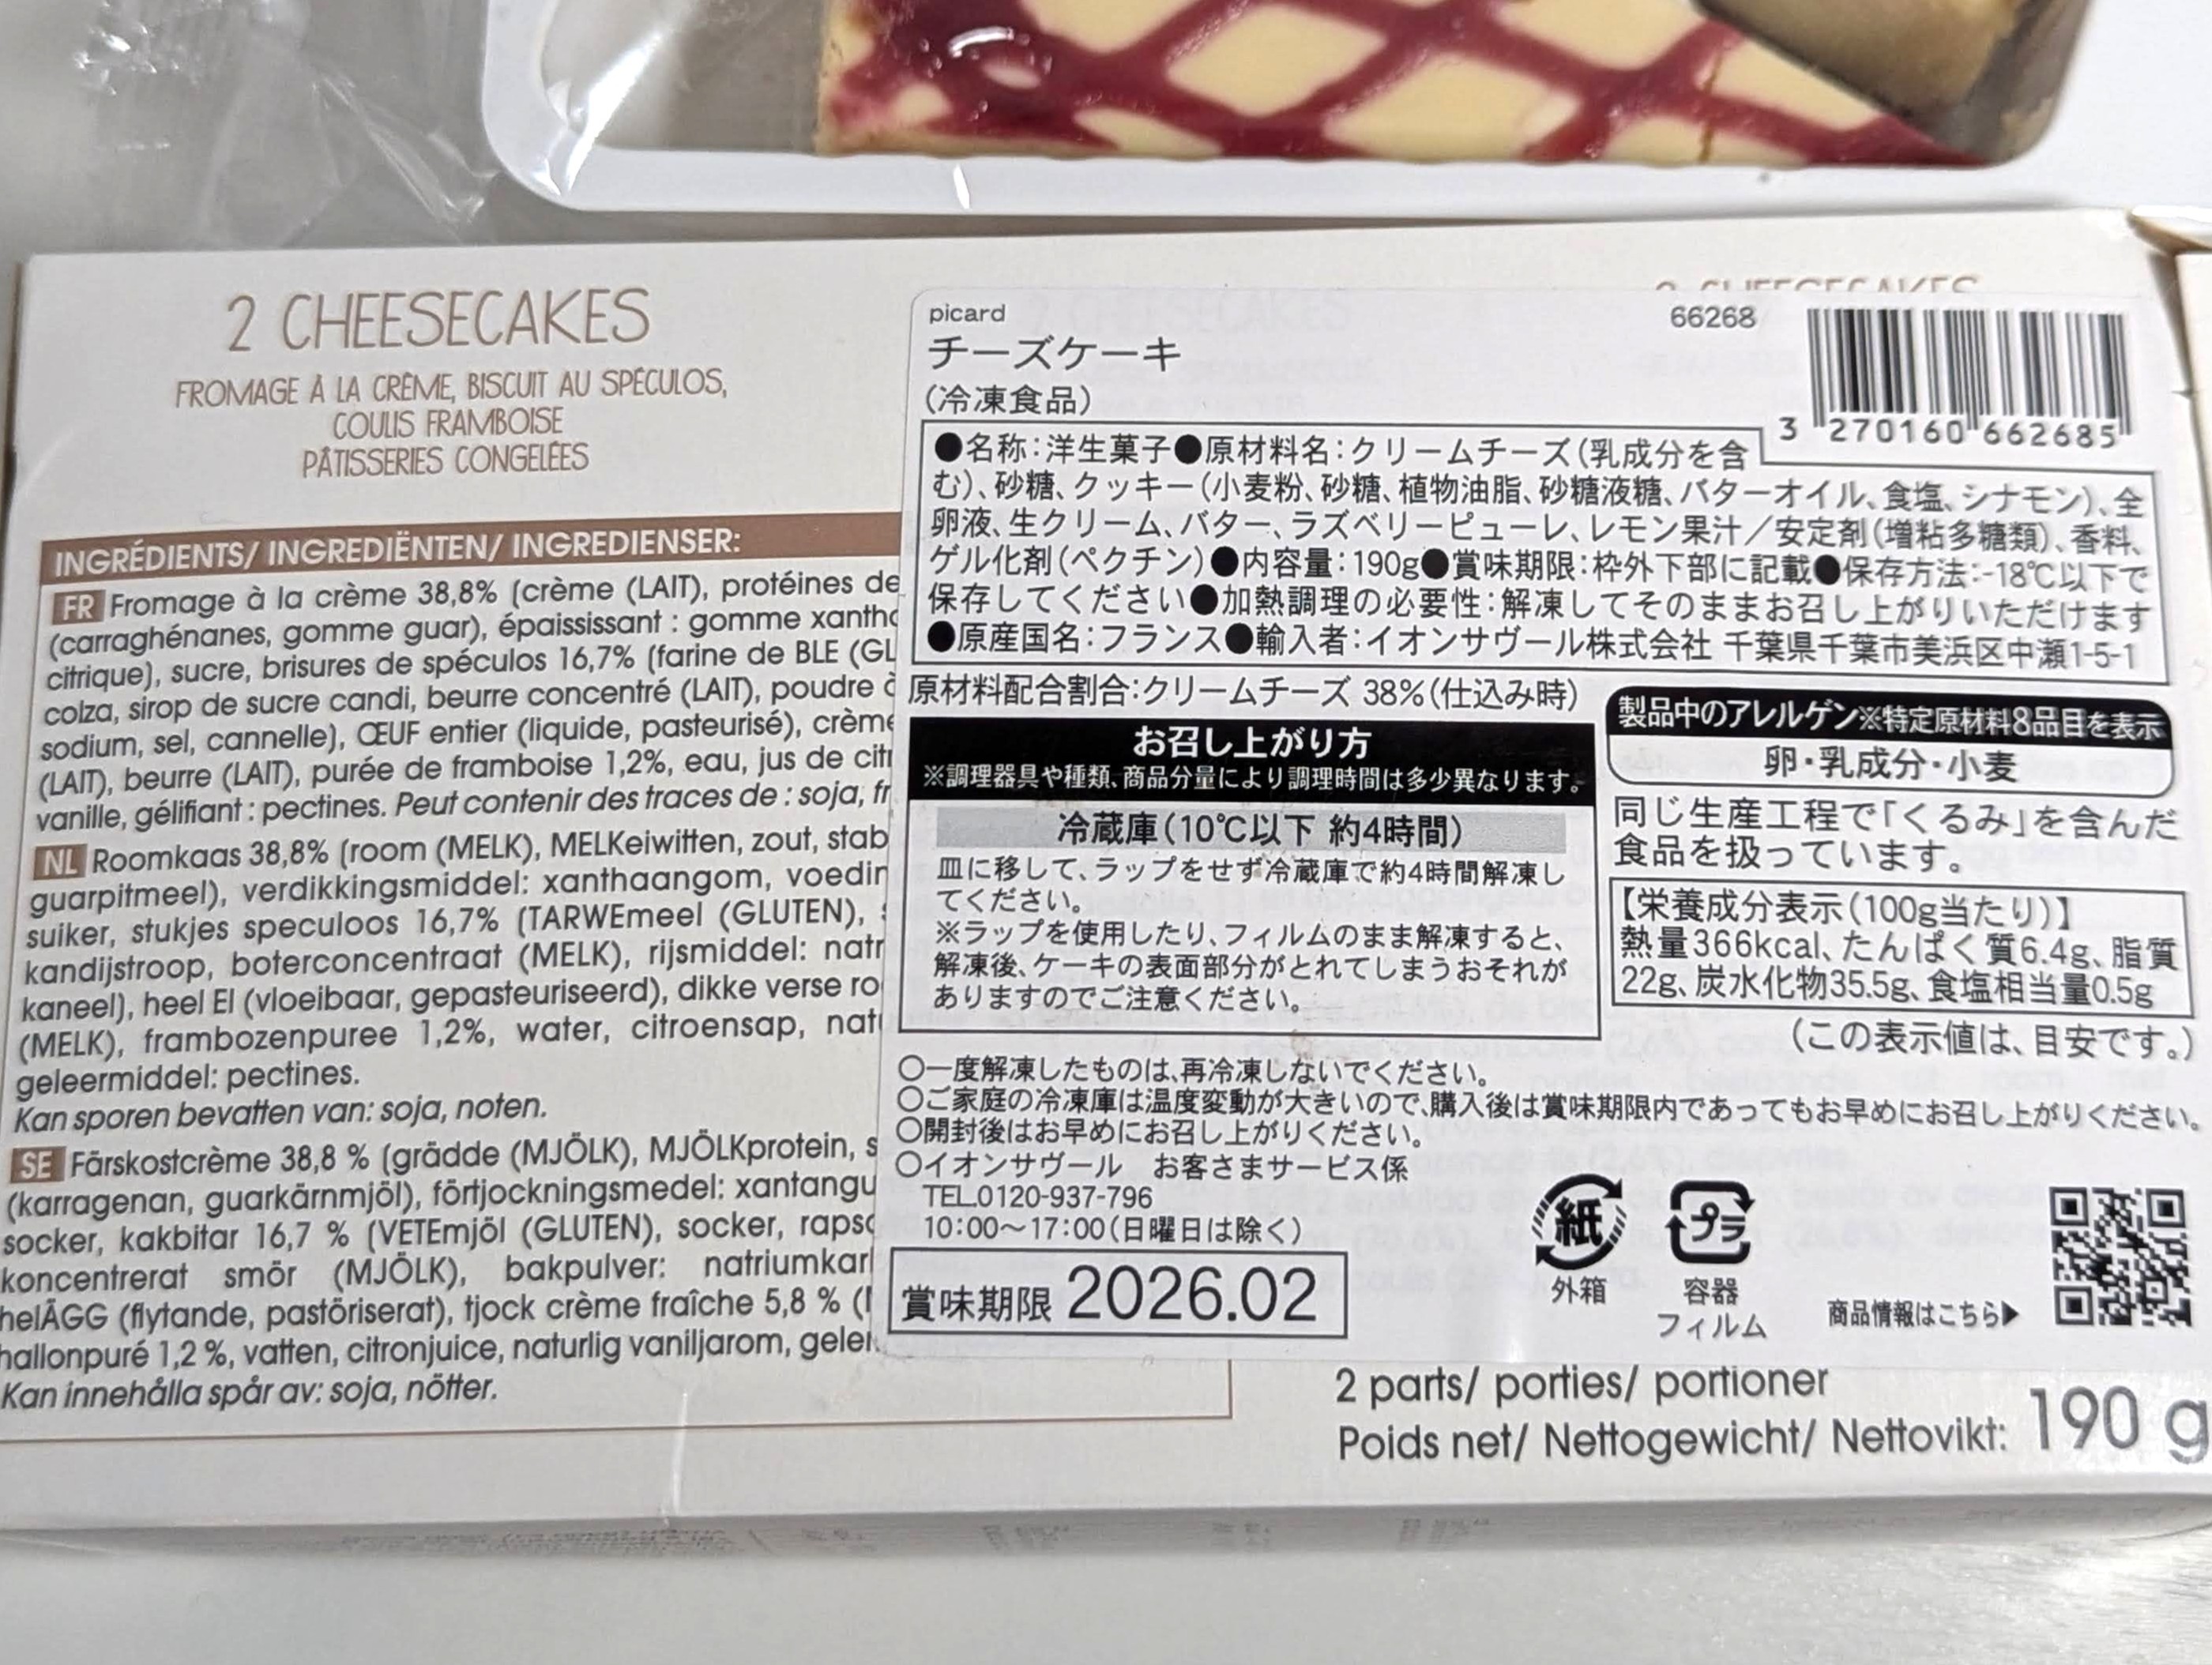 2 CHEESECAKES
FROMAGE À LA CRÈME, BISCUIT AU SPÉCULOS,
COULIS FRAMBOISE
PÂTISSERIES CONGELÉES
INGRÉDIENTS/ INGREDIËNTEN/ INGREDIENSER:
FR Fromage à la crème 38,8% (crème (LAIT), protéines de
(carraghénanes, gomme guar), épaississant : gomme
citrique), sucre, brisures de spéculos 16,7% (farine de BLE
colza, sirop de sucre candi, beurre concentré (LAIT), poudre
sodium, sel, cannelle), ŒUF entier (liquide, pasteurisé),
(LAIT), beurre (LAIT), purée de framboise 1,2%, eau, jus de
vanille, gélifiant : pectines. Peut contenir des traces de : soja,
NL Roomkaas 38,8% (room (MELK), MELKeiwitten, zout,
guarpitmeel), verdikkingsmiddel: xanthaangom,
suiker, stukjes speculoos 16,7% (TARWEmeel (GLUTEN),
kandijstroop, boterconcentraat (MELK), rijsmiddel:
kaneel), heel EI (vloeibaar, gepasteuriseerd), dikke verse
(MELK), frambozenpuree 1,2%, water, citroensap,
geleermiddel: pectines.
Kan sporen bevatten van: soja, noten.
SE Färskostcrème 38,8 % (grädde (MJÖLK), MJÖLKprotein,
(karragenan, guarkärnmjöl), förtjockningsmedel:
socker, kakbitar 16,7 % (VETEmjöl (GLUTEN), socker,
koncentrerat smör (MJÖLK), bakpulver:
helÄGG (flytande, pastöriserat), tjock crème fraîche 5,8 %
hallonpuré 1,2 %, vatten, citronjuice, naturlig vaniljarom,
Kan innehålla spår av: soja, nötter.
picard
66268
チーズケーキ
(冷凍食品)
3 270160 662685
●名称:洋生菓子●原材料名:クリームチーズ(乳成分を含
む)、砂糖、クッキー(小麦粉、砂糖、植物油脂、砂糖液糖、バターオイル、食塩、シナモン)、全
卵液、生クリーム、バター、ラズベリーピューレ、レモン果汁/安定剤(増粘多糖類)、香料、
ゲル化剤(ペクチン)●内容量:190g●賞味期限:枠外下部に記載●保存方法:-18℃以下で
保存してください●加熱調理の必要性:解凍してそのままお召し上がりいただけます
●原産国名:フランス●輸入者:イオンサヴール株式会社 千葉県千葉市美浜区中瀬1-5-1
原材料配合割合:クリームチーズ 38%(仕込み時)
お召し上がり方
※調理器具や種類、商品分量により調理時間は多少異なります。
冷蔵庫(10℃以下 約4時間)
皿に移して、ラップをせず冷蔵庫で約4時間解凍し
てください。
※ラップを使用したり、フィルムのまま解凍すると、
解凍後、ケーキの表面部分がとれてしまうおそれが
ありますのでご注意ください。
製品中のアレルゲン※特定原材料8品目を表示
卵・乳成分・小麦
同じ生産工程で「くるみ」を含んだ
食品を扱っています。
【栄養成分表示(100g当たり)】
熱量366kcal、たんぱく質6.4g、脂質
22g、炭水化物35.5g、食塩相当量0.5g
(この表示値は、目安です。)
○一度解凍したものは、再冷凍しないでください。
○ご家庭の冷凍庫は温度変動が大きいので、購入後は賞味期限内であってもお早めにお召し上がりください。
○開封後はお早めにお召し上がりください。
○イオンサヴール お客さまサービス係
TEL.0120-937-796
10:00～17:00(日曜日は除く)
賞味期限 2026.02
紙
外箱
プラ
容器
フィルム
商品情報はこちら▶
2 parts/ porties/ portioner
Poids net/ Nettogewicht/ Nettovikt: 190 g